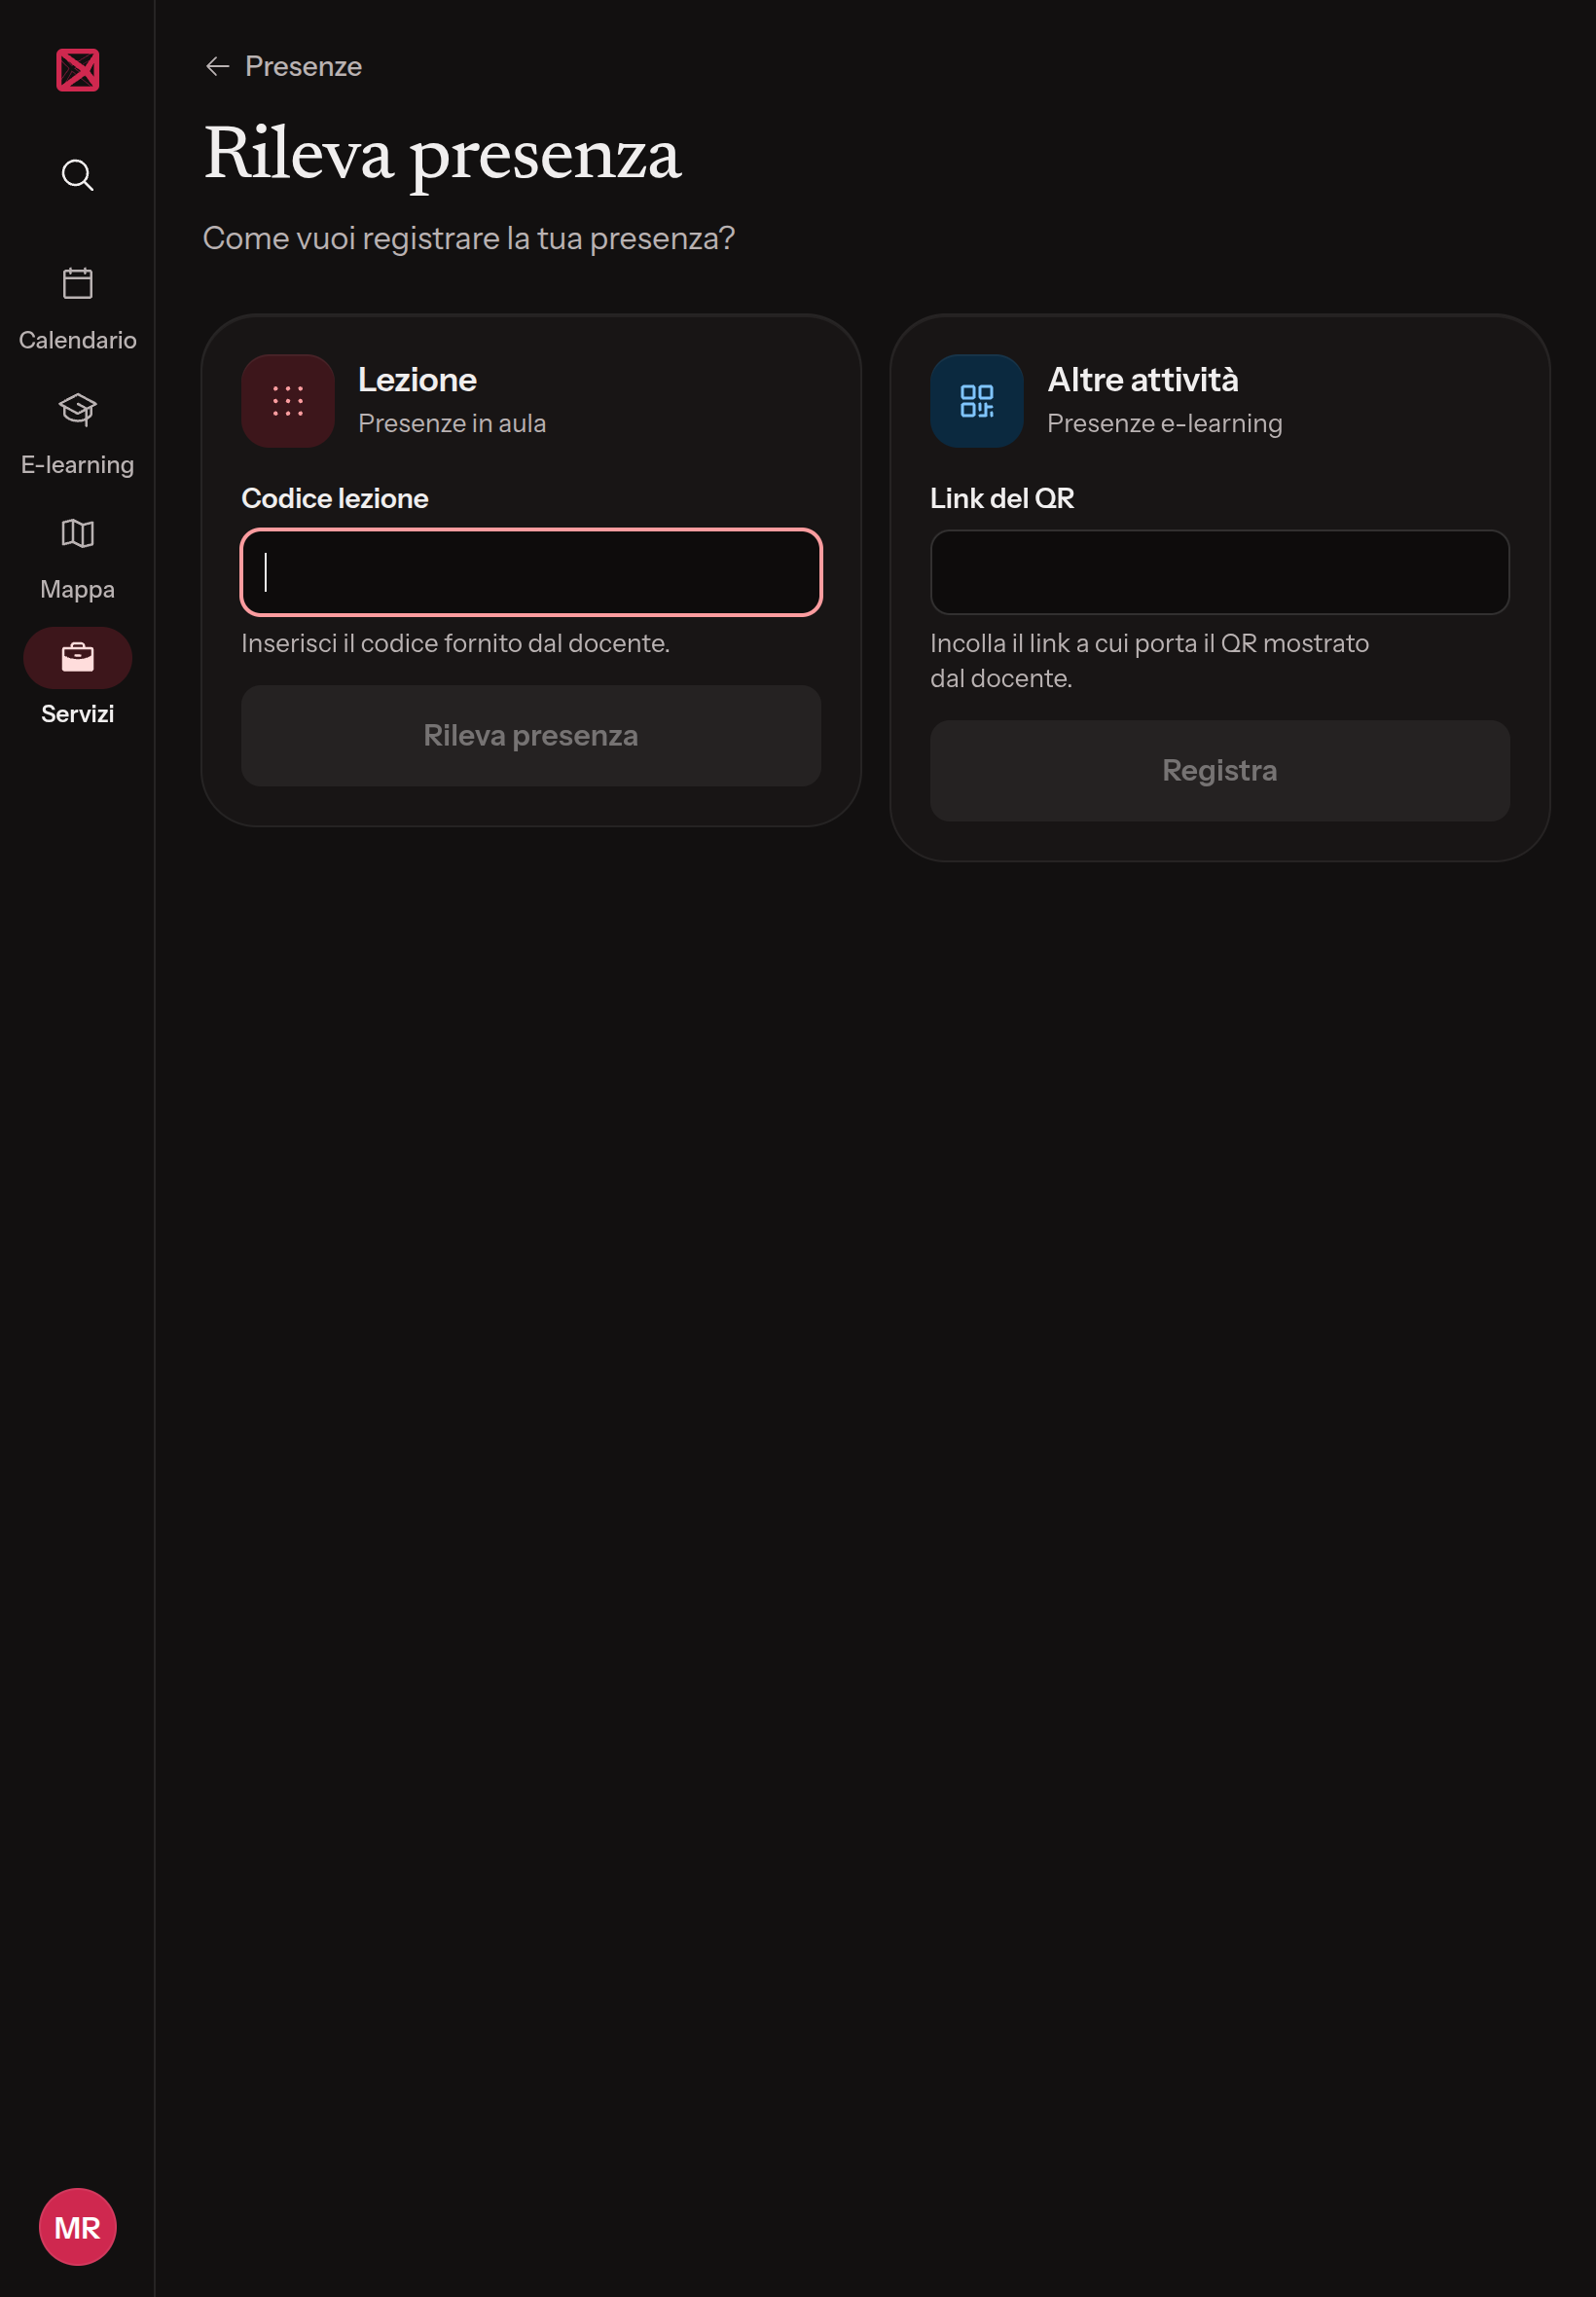 Presenze
Rileva presenza
Come vuoi registrare la tua presenza?
Calendario
E-learning
Mappa
Servizi
Lezione
Presenze in aula
Codice lezione
Inserisci il codice fornito dal docente.
Rileva presenza
Altre attività
Presenze e-learning
Link del QR
Incolla il link a cui porta il QR mostrato
dal docente.
Registra
MR